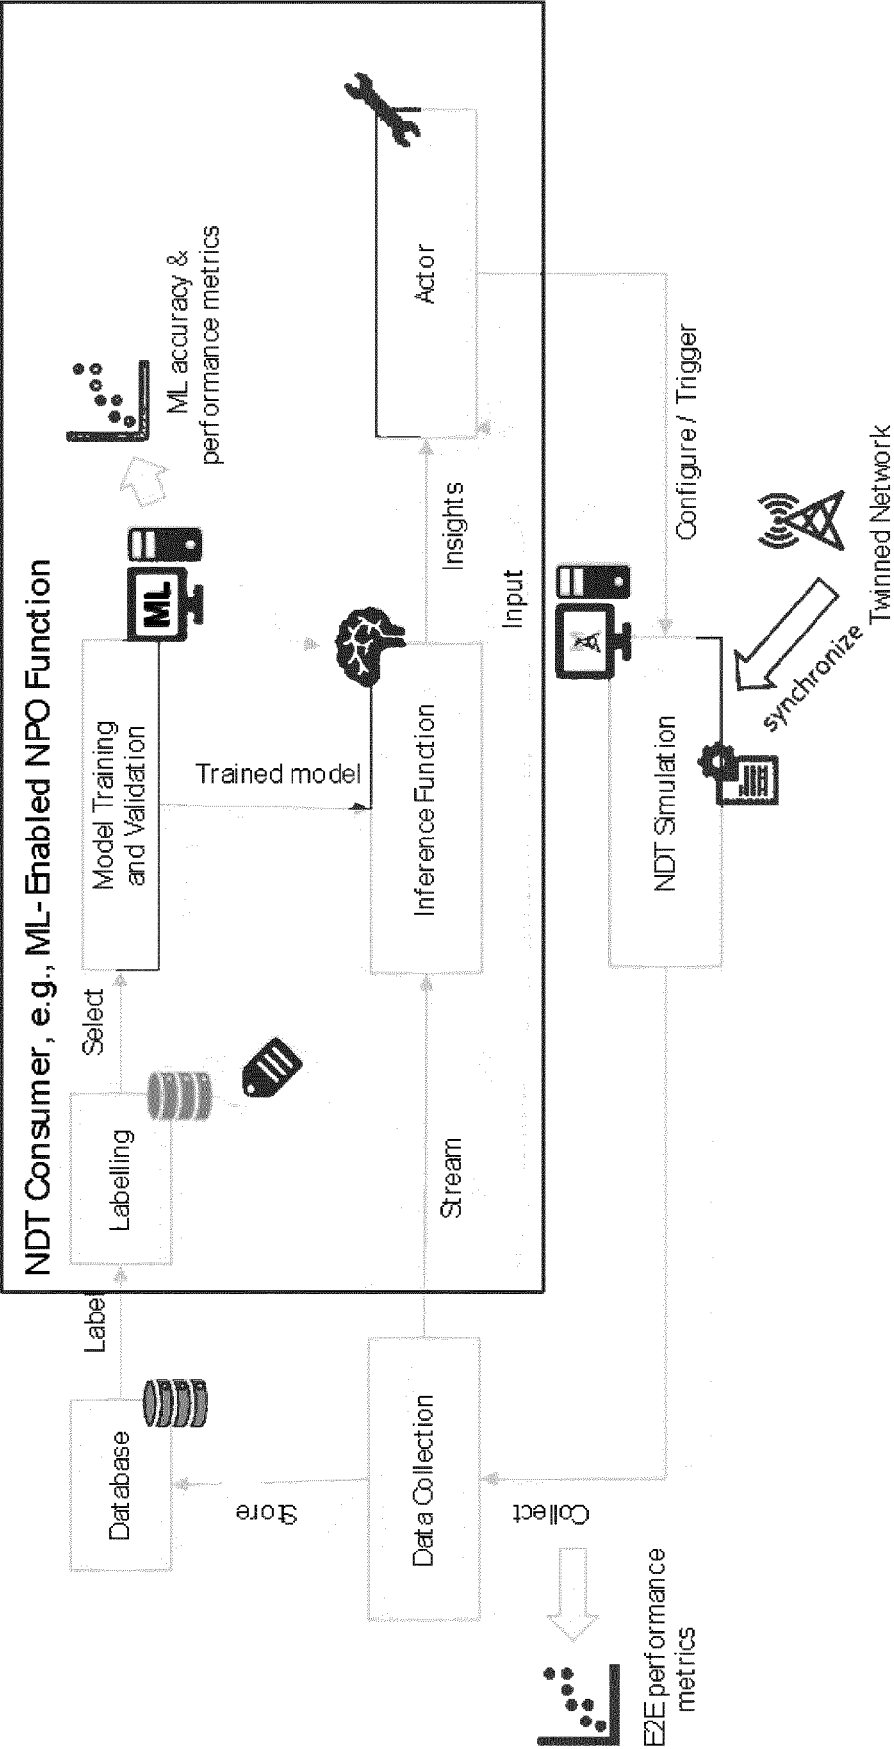 NDT Consumer, e.g., ML-Enabled NPO Function
ML accuracy &
performance metrics
Database
Label
Labelling
Select
Model Training
and Validation
ML
Store
Trained model
Data Collection
Stream
Inference Function
Insights
Actor
Input
Collect
Configure / Trigger
NDT Simulation
E2E performance
metrics
synchronize
Twinned Network